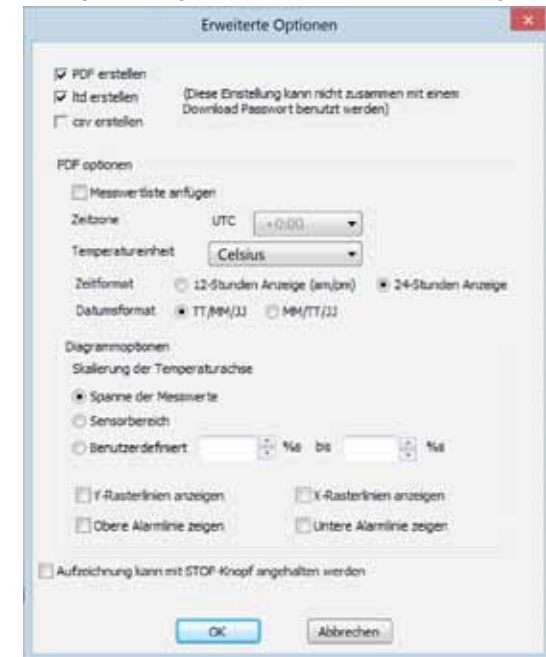 Erweiterte Optionen
PDF erstellen
ltd erstellen
csv erstellen
(Diese Einstellung kann nicht zusammen mit einem
Download Passwort benutzt werden)
PDF optionen
Messwertliste anfügen
Zeitzone UTC +0:00
Temperatureinheit Celsius
Zeitformat 12-Stunden Anzeige (am/pm) 24-Stunden Anzeige
Datumsformat TT/MM/JJ MM/TT/JJ
Diagrammoptionen
Skalierung der Temperaturachse
Spanne der Messwerte
Sensorbereich
Benutzerdefiniert %s bis %s
Y-Rasterlinien anzeigen X-Rasterlinien anzeigen
Obere Alarmlinie zeigen Untere Alarmlinie zeigen
Aufzeichnung kann mit STOP-Knopf angehalten werden
OK Abbrechen